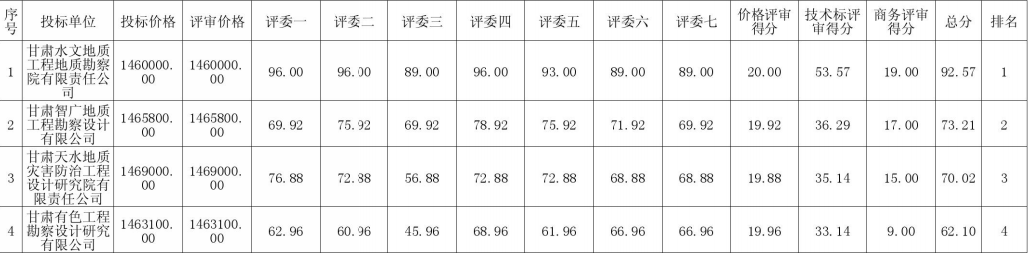 序号 投标单位 投标价格 评审价格 评委一 评委二 评委三 评委四 评委五 评委六 评委七 价格评审得分 技术标评审得分 商务评审得分 总分 排名
1 甘肃水文地质工程地质勘察院有限责任公司 1460000.00 1460000.00 96.00 96.00 89.00 96.00 93.00 89.00 89.00 20.00 53.57 19.00 92.57 1
2 甘肃智广地质工程勘察设计有限公司 1465800.00 1465800.00 69.92 75.92 69.92 78.92 75.92 71.92 69.92 19.92 36.29 17.00 73.21 2
3 甘肃天水地质灾害防治工程设计研究院有限责任公司 1469000.00 1469000.00 76.88 72.88 56.88 72.88 72.88 68.88 68.88 19.88 35.14 15.00 70.02 3
4 甘肃有色工程勘察设计研究有限公司 1463100.00 1463100.00 62.96 60.96 45.96 68.96 61.96 66.96 66.96 19.96 33.14 9.00 62.10 4